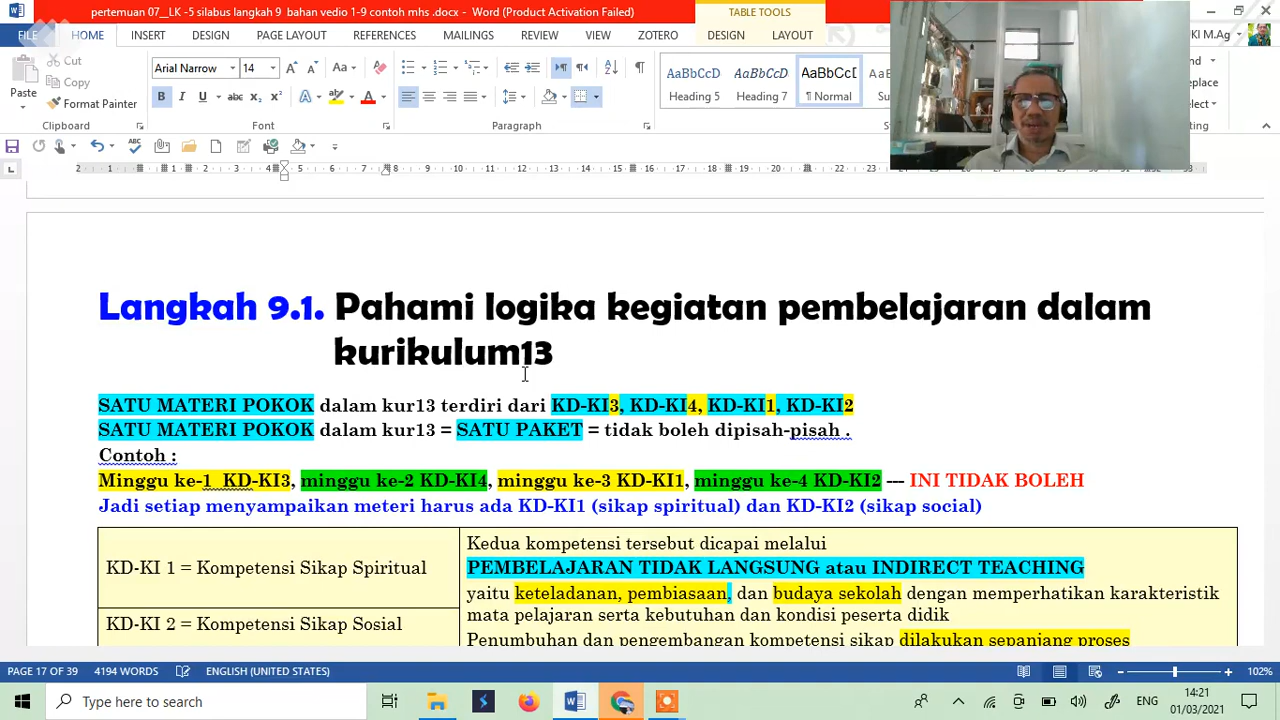 pertemuan 07__LK -5 silabus langkah 9 bahan vedio 1-9 contoh mhs .docx - Word (Product Activation Failed)
TABLE TOOLS
FILE HOME INSERT DESIGN PAGE LAYOUT REFERENCES MAILINGS REVIEW VIEW ZOTERO DESIGN LAYOUT KI M.Ag
Cut
Copy
Format Painter
Paste
Clipboard
Arial Narrow 14
Font
Paragraph
AaBbCcD AaBbCcD AaBbCcD
Heading 5 Heading 7 ¶ Normal
Langkah 9.1. Pahami logika kegiatan pembelajaran dalam
kurikulum13
SATU MATERI POKOK dalam kur13 terdiri dari KD-KI3, KD-KI4, KD-KI1, KD-KI2
SATU MATERI POKOK dalam kur13 = SATU PAKET = tidak boleh dipisah-pisah .
Contoh :
Minggu ke-1 KD-KI3, minggu ke-2 KD-KI4, minggu ke-3 KD-KI1, minggu ke-4 KD-KI2 --- INI TIDAK BOLEH
Jadi setiap menyampaikan meteri harus ada KD-KI1 (sikap spiritual) dan KD-KI2 (sikap social)
KD-KI 1 = Kompetensi Sikap Spiritual
KD-KI 2 = Kompetensi Sikap Sosial
Kedua kompetensi tersebut dicapai melalui
PEMBELAJARAN TIDAK LANGSUNG atau INDIRECT TEACHING
yaitu keteladanan, pembiasaan, dan budaya sekolah dengan memperhatikan karakteristik
mata pelajaran serta kebutuhan dan kondisi peserta didik
Penumbuhan dan pengembangan kompetensi sikap dilakukan sepanjang proses
PAGE 17 OF 39 4194 WORDS ENGLISH (UNITED STATES) 102%
Type here to search
ENG
14:21
01/03/2021